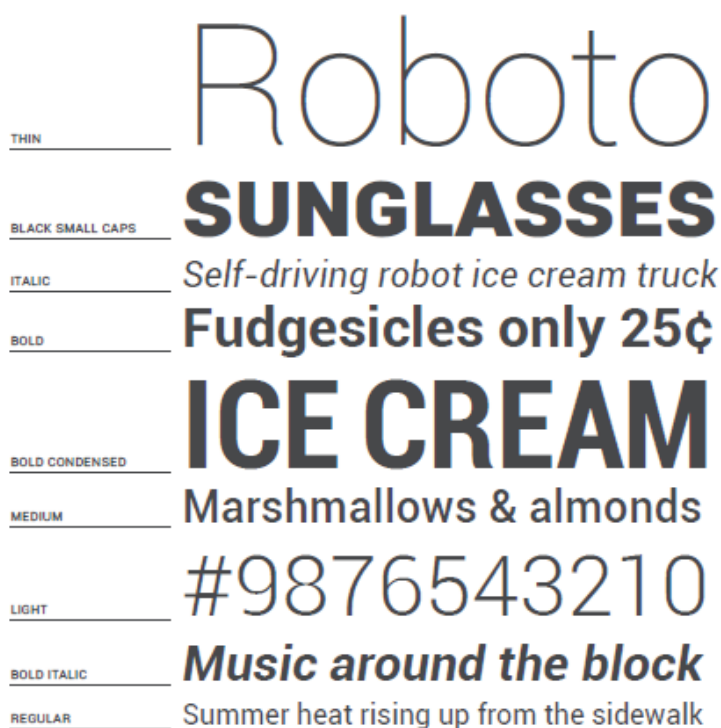 THIN Roboto
BLACK SMALL CAPS SUNGLASSES
ITALIC Self-driving robot ice cream truck
BOLD Fudgesicles only 25¢
BOLD CONDENSED ICE CREAM
MEDIUM Marshmallows & almonds
LIGHT #9876543210
BOLD ITALIC Music around the block
REGULAR Summer heat rising up from the sidewalk